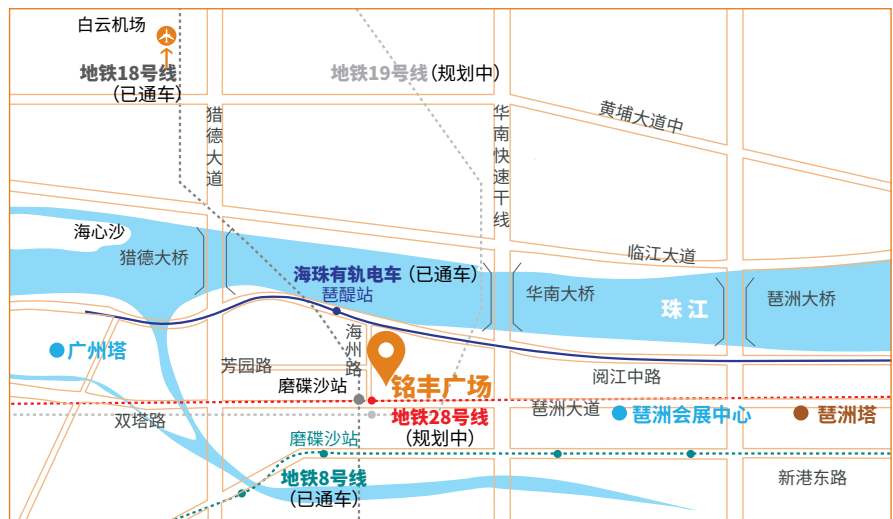 白云机场
地铁18号线
（已通车）
地铁19号线（规划中）
猎德大道
华南快速干线
黄埔大道中
海心沙
猎德大桥
临江大道
海珠有轨电车（已通车）
琶醍站
华南大桥
珠江
琶洲大桥
广州塔
海州路
芳园路
磨碟沙站
铭丰广场
阅江中路
双塔路
地铁28号线
（规划中）
琶洲大道
琶洲会展中心
琶洲塔
磨碟沙站
地铁8号线
（已通车）
新港东路